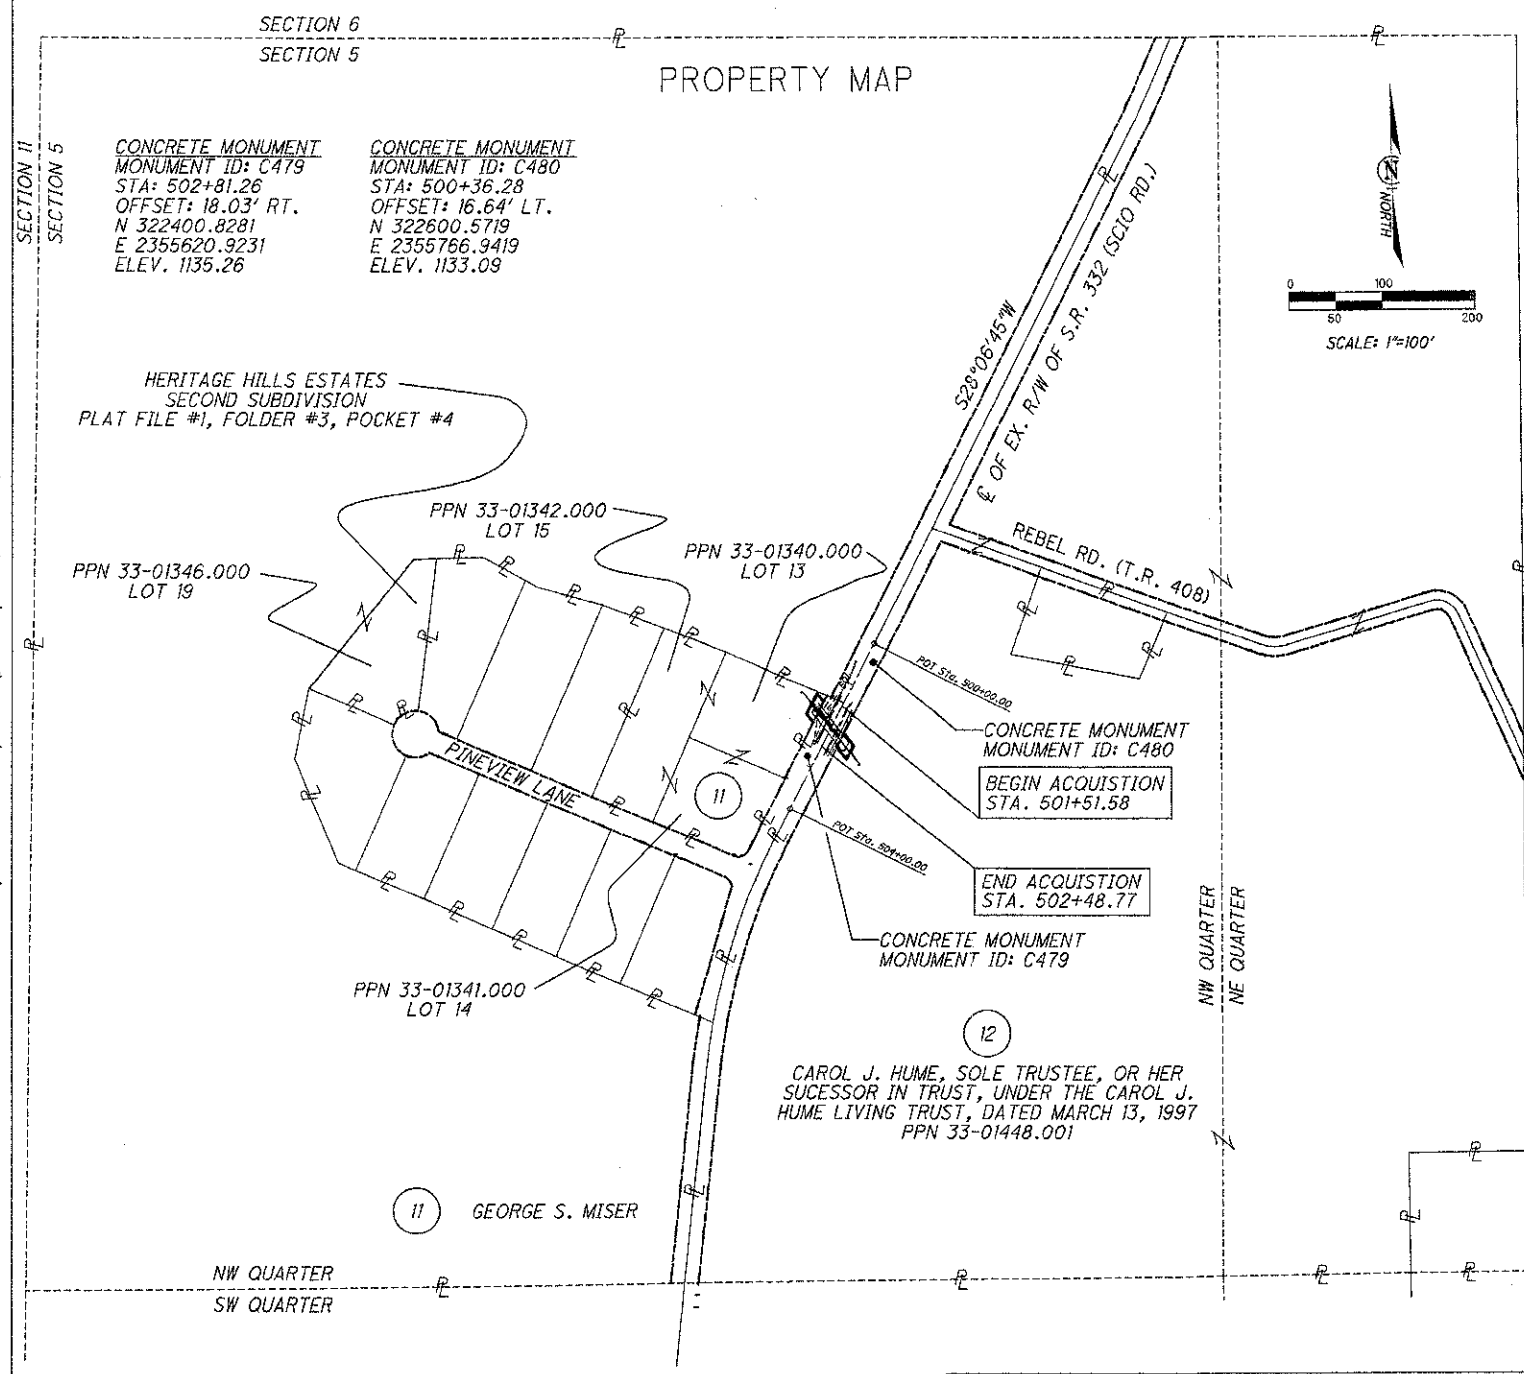 SECTION 6
SECTION 5
PROPERTY MAP
SECTION 11
SECTION 5
CONCRETE MONUMENT
MONUMENT ID: C479
STA: 502+81.26
OFFSET: 18.03' RT.
N 322400.8281
E 2355620.9231
ELEV. 1135.26
CONCRETE MONUMENT
MONUMENT ID: C480
STA: 500+36.28
OFFSET: 16.64' LT.
N 322600.5719
E 2355766.9419
ELEV. 1133.09
N
NORTH
0 100
50 200
SCALE: 1"=100'
S28°06'45"W
℄ OF EX. R/W OF S.R. 332 (SCIO RD.)
HERITAGE HILLS ESTATES
SECOND SUBDIVISION
PLAT FILE #1, FOLDER #3, POCKET #4
PPN 33-01342.000
LOT 15
PPN 33-01340.000
LOT 13
PPN 33-01346.000
LOT 19
REBEL RD. (T.R. 408)
POT Sta. 500+00.00
CONCRETE MONUMENT
MONUMENT ID: C480
BEGIN ACQUISTION
STA. 501+51.58
PINEVIEW LANE
11
POT Sta. 504+00.00
END ACQUISTION
STA. 502+48.77
CONCRETE MONUMENT
MONUMENT ID: C479
NW QUARTER
NE QUARTER
PPN 33-01341.000
LOT 14
12
CAROL J. HUME, SOLE TRUSTEE, OR HER
SUCESSOR IN TRUST, UNDER THE CAROL J.
HUME LIVING TRUST, DATED MARCH 13, 1997
PPN 33-01448.001
11 GEORGE S. MISER
NW QUARTER
SW QUARTER